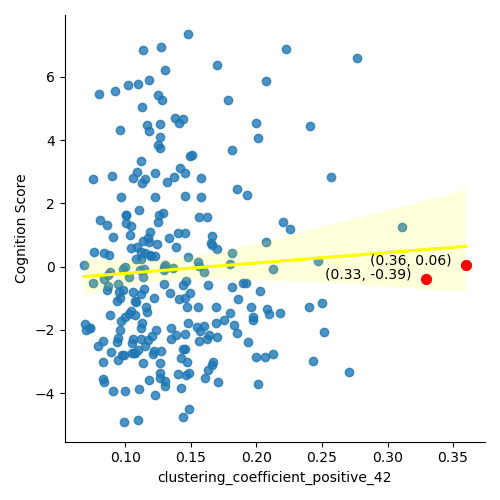 6
4
2
0
−2
−4
Cognition Score
(0.36, 0.06)
(0.33, -0.39)
0.10 0.15 0.20 0.25 0.30 0.35
clustering_coefficient_positive_42